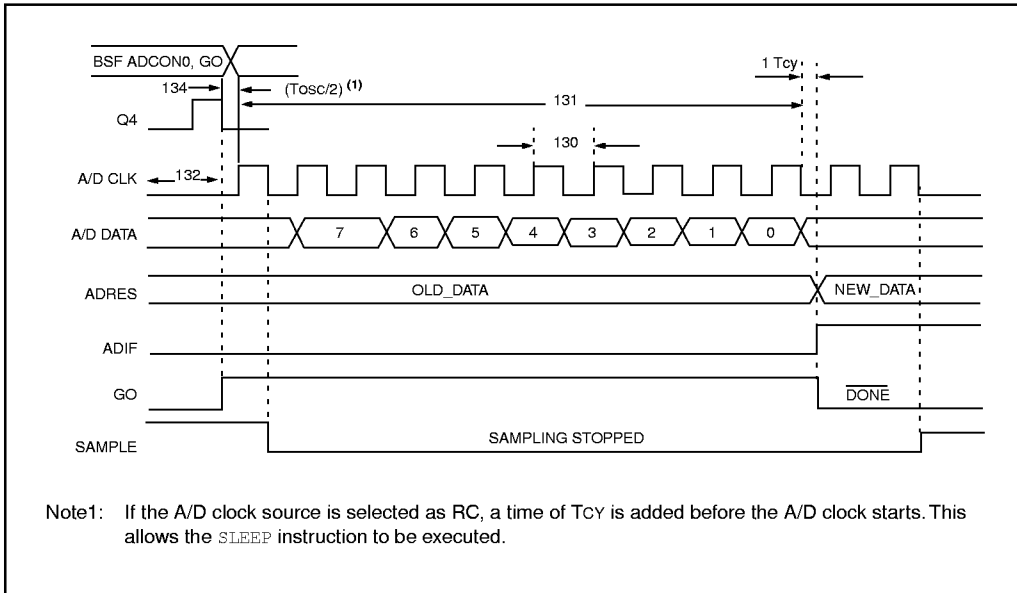 BSF ADCON0, GO
134
(TOSC/2) (1)
1 TCY
131
Q4
130
A/D CLK
132
A/D DATA
7 6 5 4 3 2 1 0
ADRES
OLD_DATA
NEW_DATA
ADIF
GO
DONE
SAMPLE
SAMPLING STOPPED
Note1: If the A/D clock source is selected as RC, a time of TCY is added before the A/D clock starts. This
allows the SLEEP instruction to be executed.